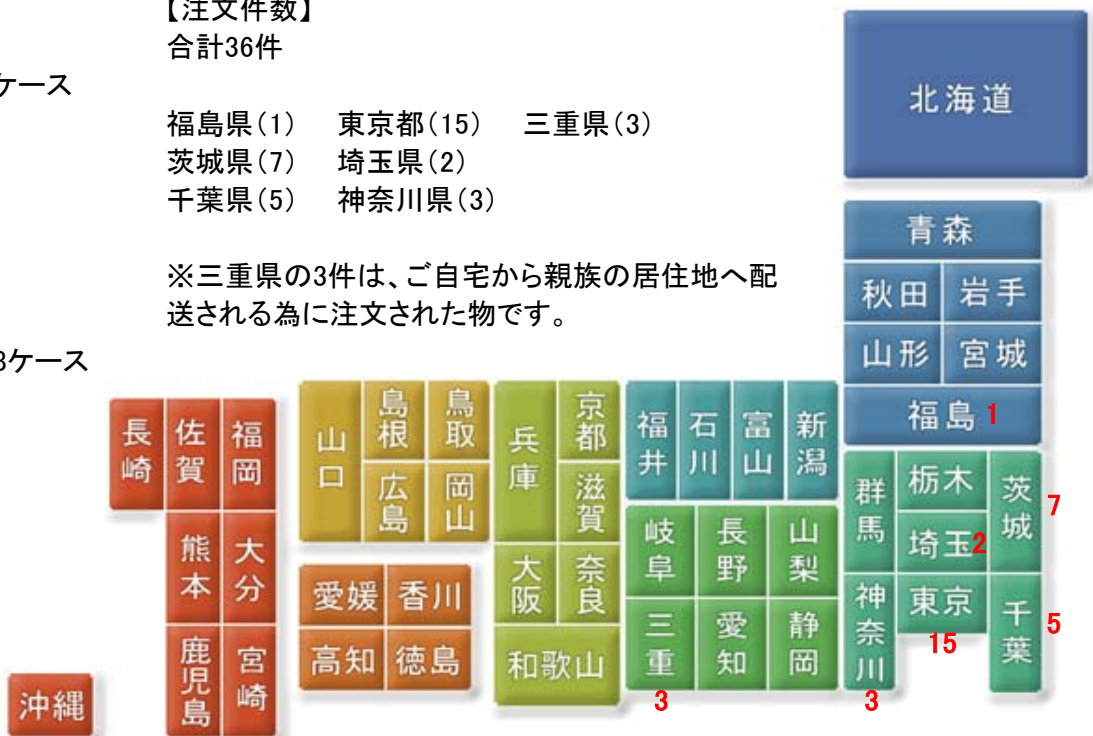 【注文件数】
合計36件
ケース
福島県(1) 東京都(15) 三重県(3)
茨城県(7) 埼玉県(2)
千葉県(5) 神奈川県(3)
※三重県の3件は、ご自宅から親族の居住地へ配
送される為に注文された物です。
3ケース
北海道
青森
秋田 岩手
山形 宮城
福島 1
群馬 栃木 茨城 7
埼玉 2
神奈川 東京 千葉 5
15
3
福井 石川 富山 新潟
岐阜 長野 山梨
三重 愛知 静岡
3
兵庫 京都
滋賀
大阪 奈良
和歌山
山口 島根 鳥取
広島 岡山
愛媛 香川
高知 徳島
長崎 佐賀 福岡
熊本 大分
鹿児島 宮崎
沖縄